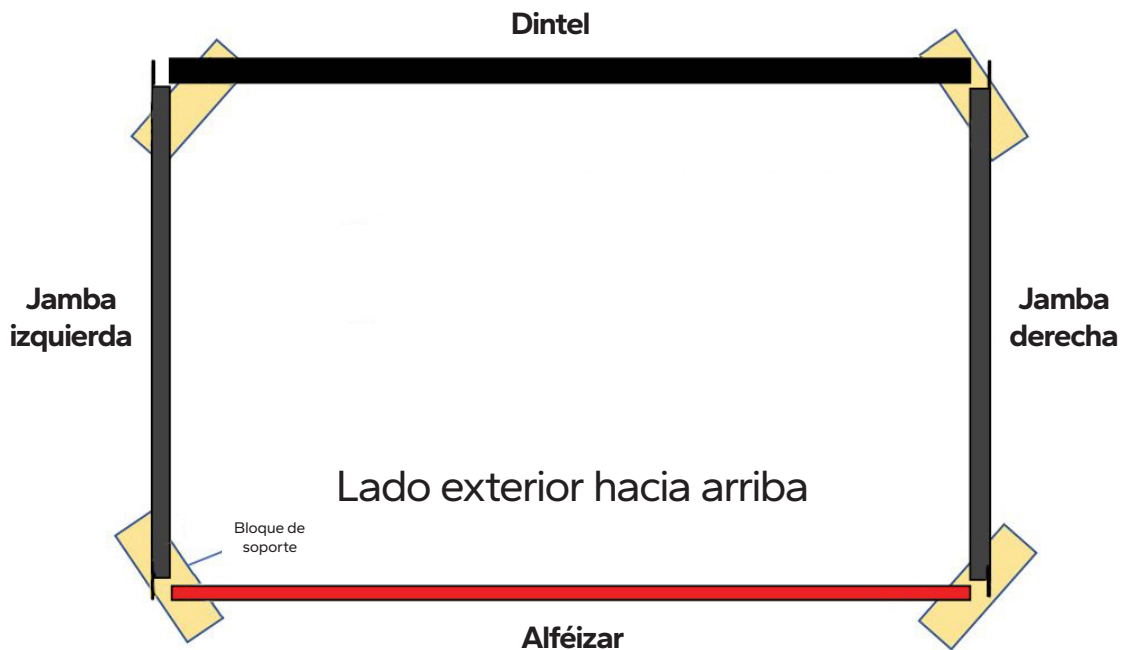 Dintel
Jamba
izquierda
Jamba
derecha
Lado exterior hacia arriba
Bloque de
soporte
Alféizar